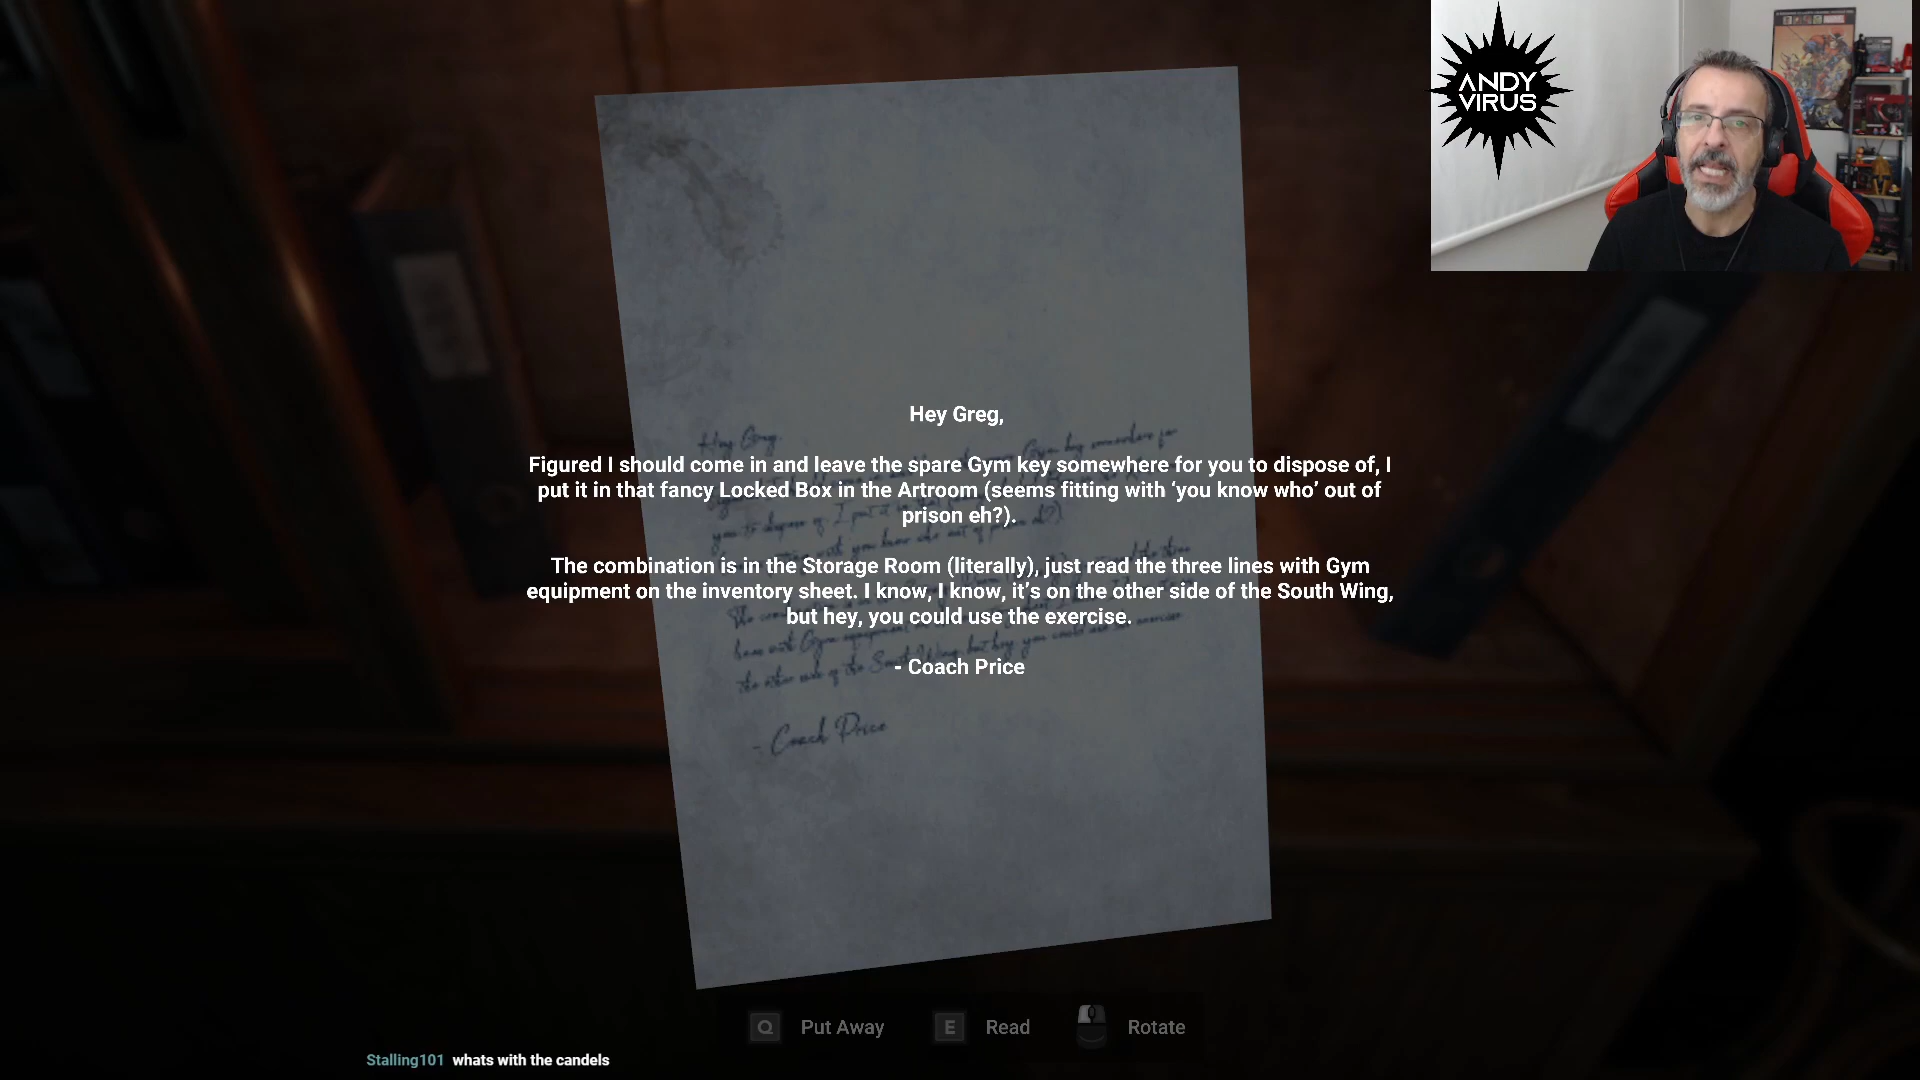 ANDY
VIRUS
Hey Greg,
Figured I should come in and leave the spare Gym key somewhere for you to dispose of, I
put it in that fancy Locked Box in the Artroom (seems fitting with ‘you know who’ out of
prison eh?).
The combination is in the Storage Room (literally), just read the three lines with Gym
equipment on the inventory sheet. I know, I know, it’s on the other side of the South Wing,
but hey, you could use the exercise.
- Coach Price
- Coach Price
Q Put Away E Read Rotate
Stalling101 whats with the candels